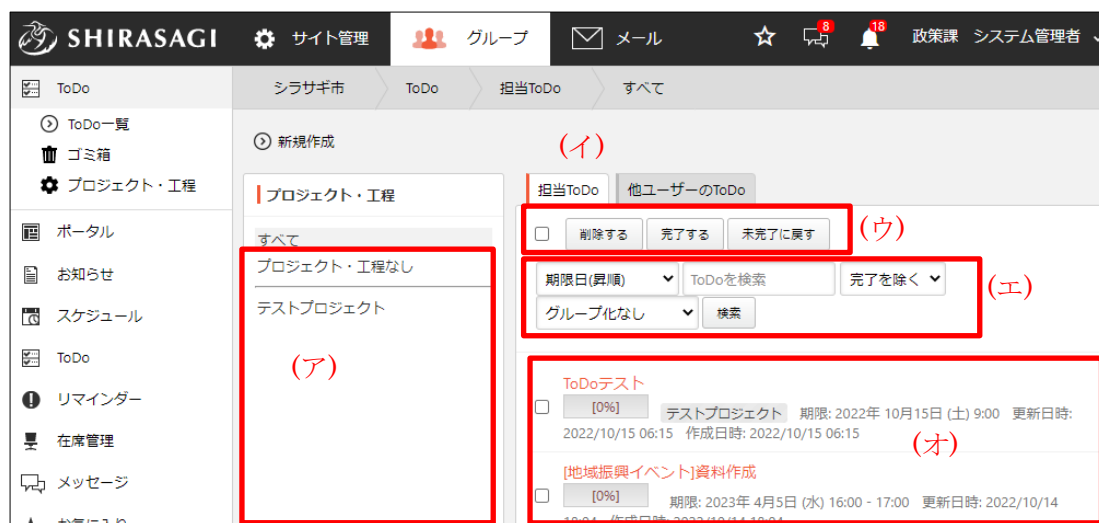 SHIRASAGI サイト管理 グループ メール 8 18 政策課 システム管理者
ToDo
シラサギ市 ToDo 担当ToDo すべて
ToDo一覧
ゴミ箱
プロジェクト・工程
ポータル
お知らせ
スケジュール
ToDo
リマインダー
在席管理
メッセージ
新規作成
プロジェクト・工程
すべて
プロジェクト・工程なし
テストプロジェクト
(ア)
(イ)
担当ToDo 他ユーザーのToDo
削除する 完了する 未完了に戻す (ウ)
期限日(昇順) ToDoを検索 完了を除く
グループ化なし 検索
(エ)
ToDoテスト
[0%] テストプロジェクト 期限: 2022年 10月15日 (土) 9:00 更新日時:
2022/10/15 06:15 作成日時: 2022/10/15 06:15
(オ)
[地域振興イベント]資料作成
[0%] 期限: 2023年 4月5日 (水) 16:00 - 17:00 更新日時: 2022/10/14